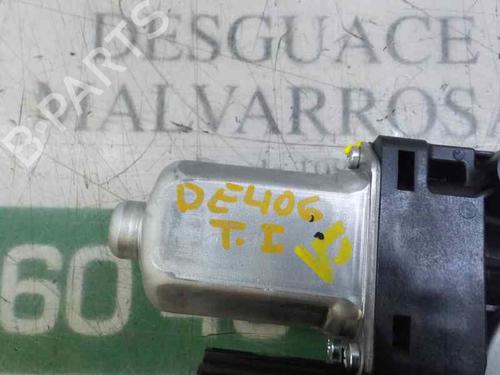 DESGUACE
MALVARROSA
B-PARTS
DE406
T.I
60